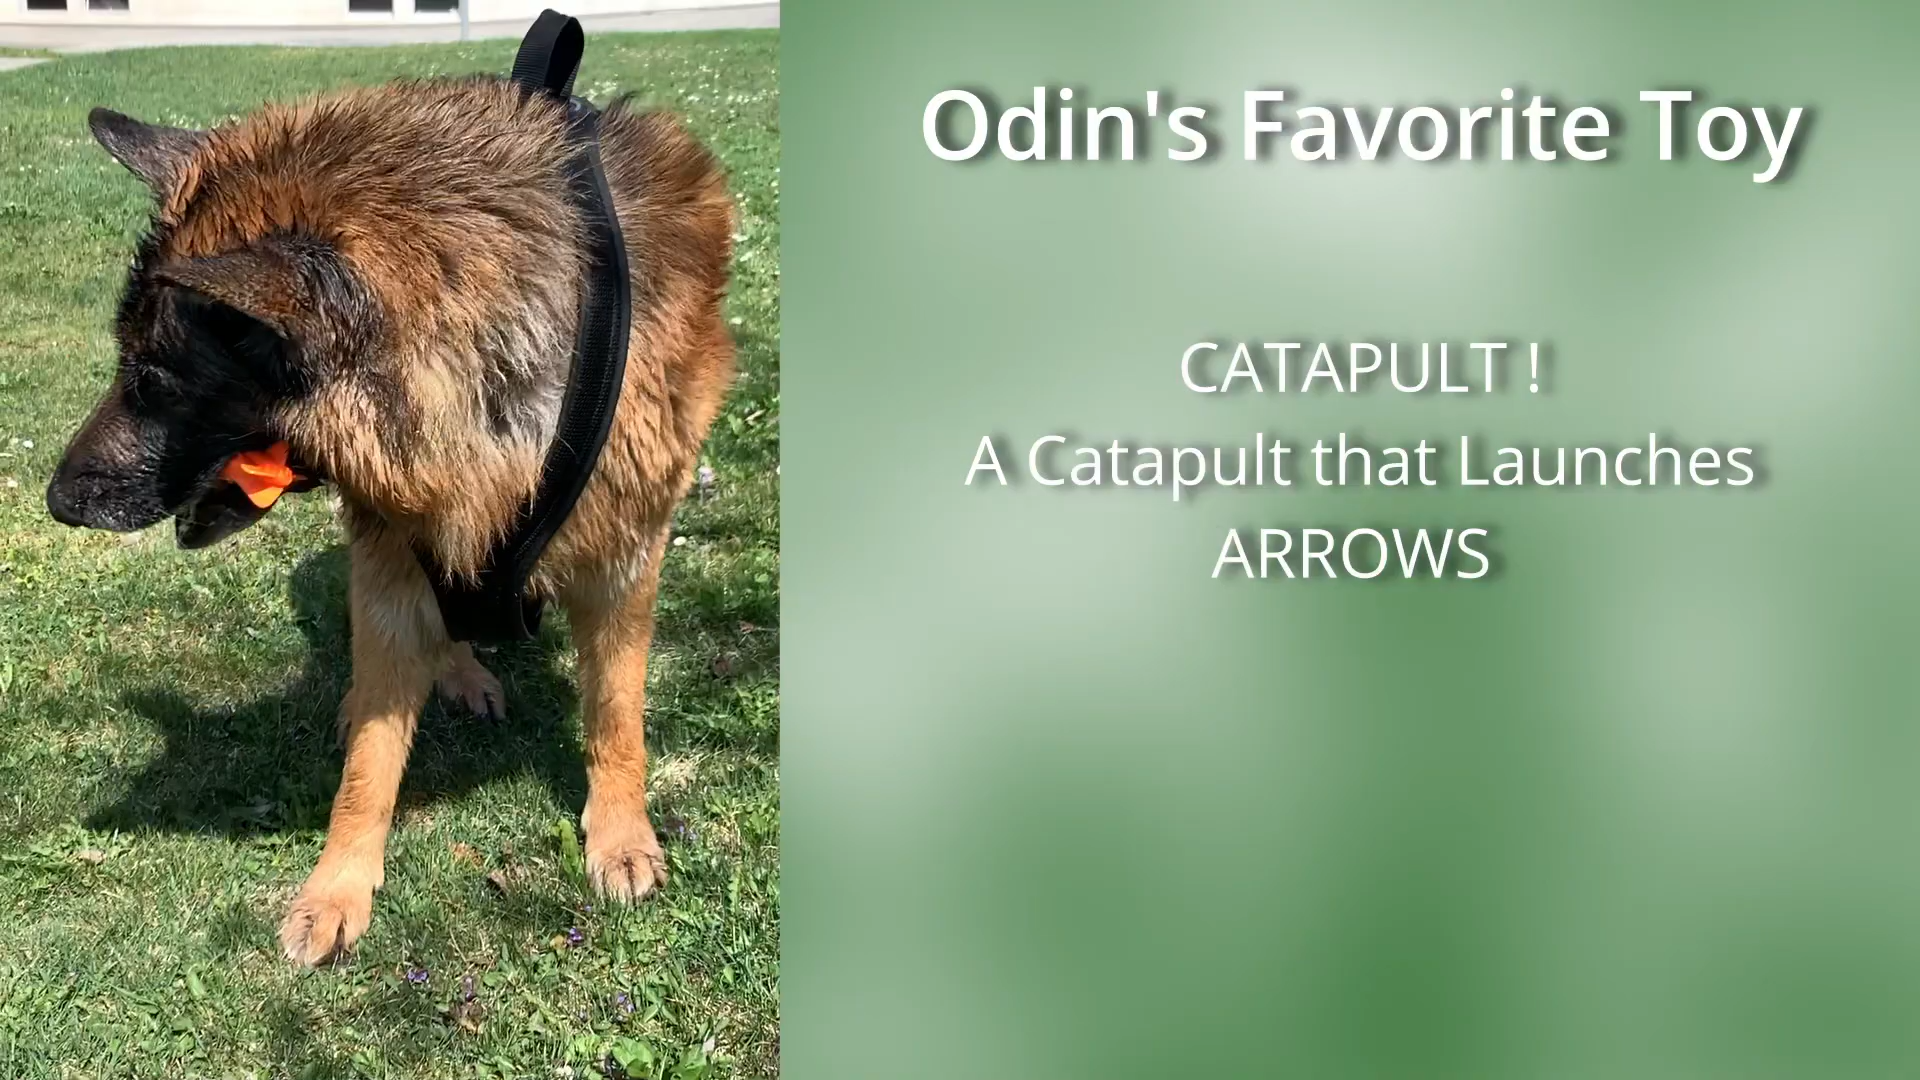 Odin's Favorite Toy
CATAPULT !
A Catapult that Launches
ARROWS